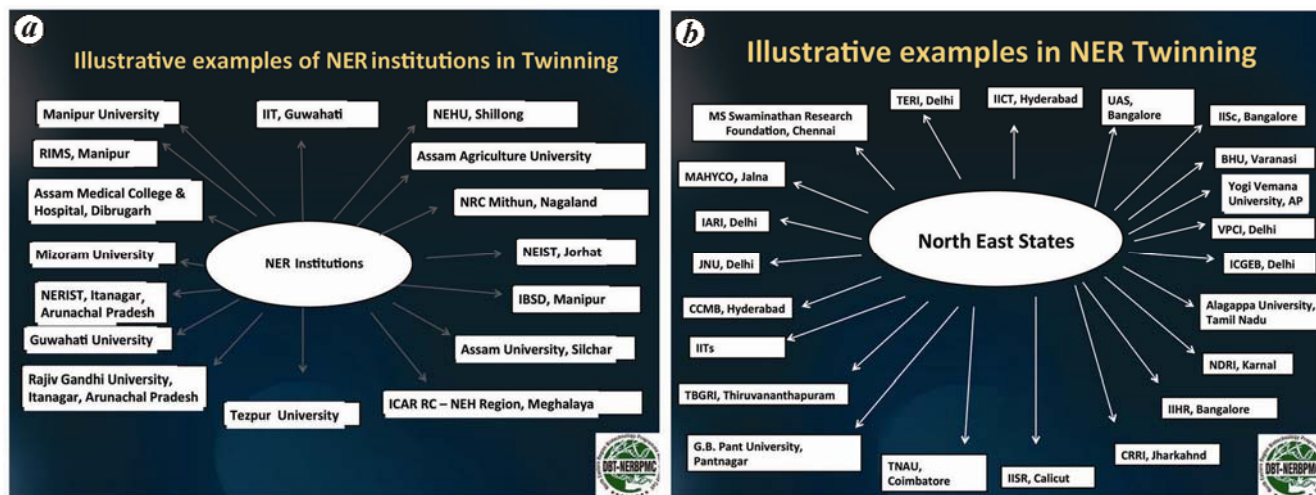 a
Illustrative examples of NER institutions in Twinning
Manipur University
IIT, Guwahati
NEHU, Shillong
RIMS, Manipur
Assam Agriculture University
Assam Medical College &
Hospital, Dibrugarh
NRC Mithun, Nagaland
Mizoram University
NER Institutions
NEIST, Jorhat
NERIST, Itanagar,
Arunachal Pradesh
IBSD, Manipur
Guwahati University
Assam University, Silchar
Rajiv Gandhi University,
Itanagar, Arunachal Pradesh
Tezpur University
ICAR RC – NEH Region, Meghalaya
DBT-NERBPMC
b
Illustrative examples in NER Twinning
MS Swaminathan Research
Foundation, Chennai
TERI, Delhi
IICT, Hyderabad
UAS,
Bangalore
IISc, Bangalore
MAHYCO, Jalna
BHU, Varanasi
Yogi Vemana
University, AP
IARI, Delhi
North East States
VPCI, Delhi
JNU, Delhi
ICGEB, Delhi
CCMB, Hyderabad
Alagappa University,
Tamil Nadu
IITs
NDRI, Karnal
TBGRI, Thiruvananthapuram
IIHR, Bangalore
G.B. Pant University,
Pantnagar
TNAU,
Coimbatore
IISR, Calicut
CRRI, Jharkahnd
DBT-NERBPMC